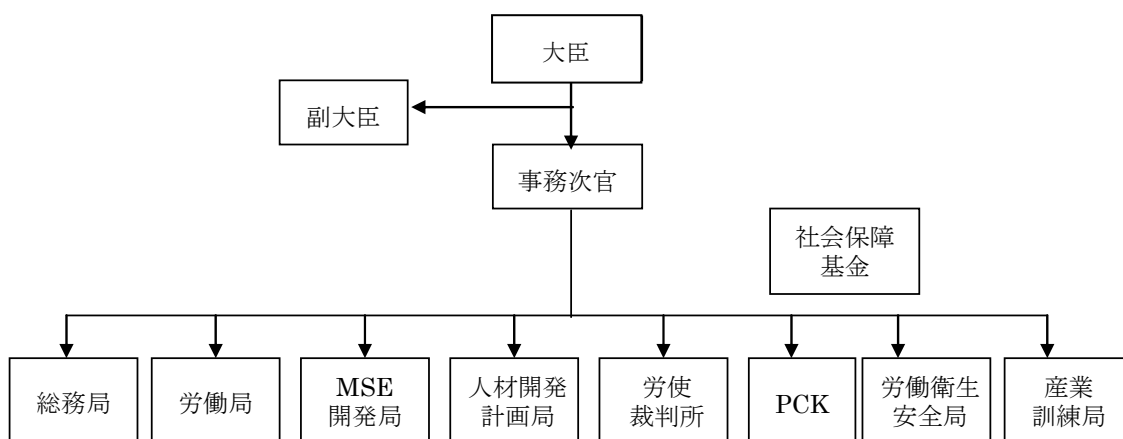 大臣
副大臣
事務次官
社会保障
基金
総務局
労働局
MSE
開発局
人材開発
計画局
労使
裁判所
PCK
労働衛生
安全局
産業
訓練局